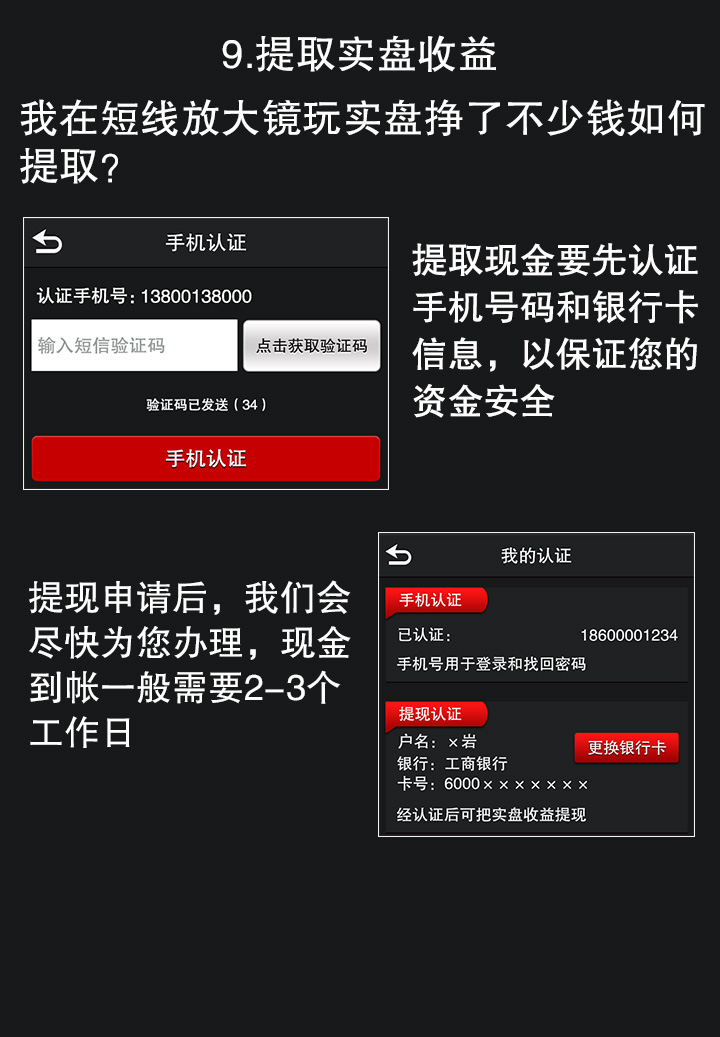 9.提取实盘收益
我在短线放大镜玩实盘挣了不少钱如何
提取?
手机认证
认证手机号：13800138000
输入短信验证码
点击获取验证码
验证码已发送（34）
手机认证
提取现金要先认证
手机号码和银行卡
信息，以保证您的
资金安全
提现申请后，我们会
尽快为您办理，现金
到帐一般需要2-3个
工作日
我的认证
手机认证
已认证：
18600001234
手机号用于登录和找回密码
提现认证
户名：×岩
银行：工商银行
卡号：6000×××××××
更换银行卡
经认证后可把实盘收益提现